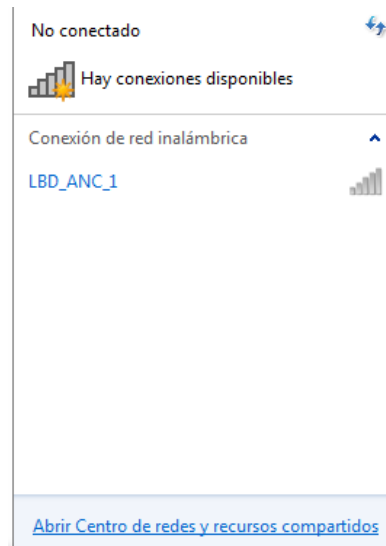 No conectado
Hay conexiones disponibles
Conexión de red inalámbrica
LBD_ANC_1
Abrir Centro de redes y recursos compartidos